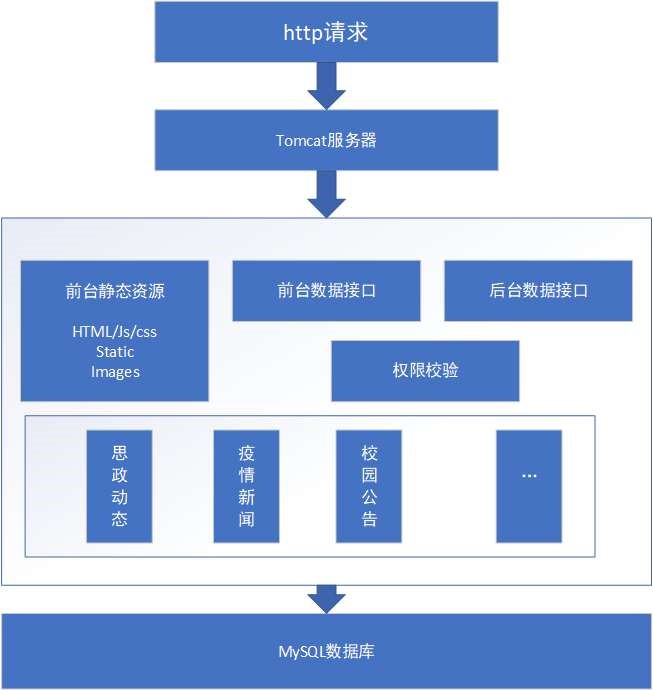 http请求
Tomcat服务器
前台静态资源
HTML/Js/css
Static
Images
前台数据接口
后台数据接口
权限校验
思政动态
疫情新闻
校园公告
...
MySQL数据库